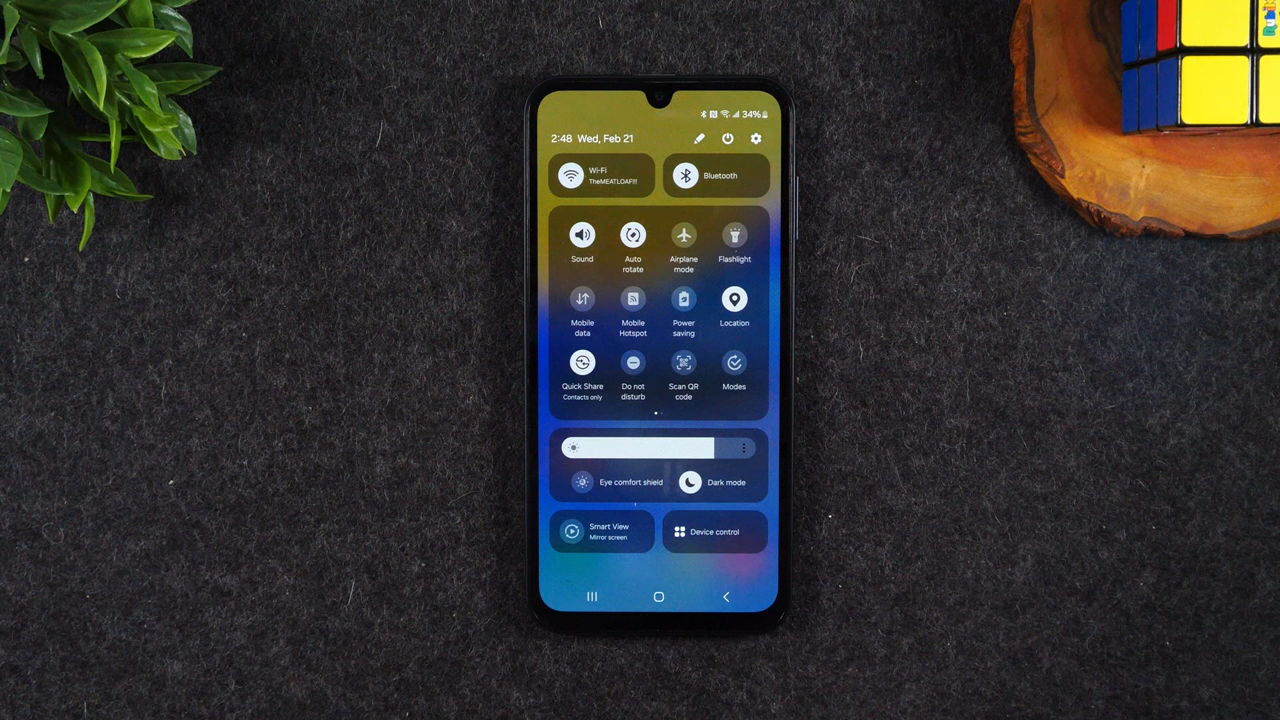 34%
2:48 Wed, Feb 21
Wi-Fi
TheMEATLOAF!!!
Bluetooth
Sound
Auto
rotate
Airplane
mode
Flashlight
Mobile
data
Mobile
Hotspot
Power
saving
Location
Quick Share
Contacts only
Do not
disturb
Scan QR
code
Modes
Eye comfort shield
Dark mode
Smart View
Mirror screen
Device control